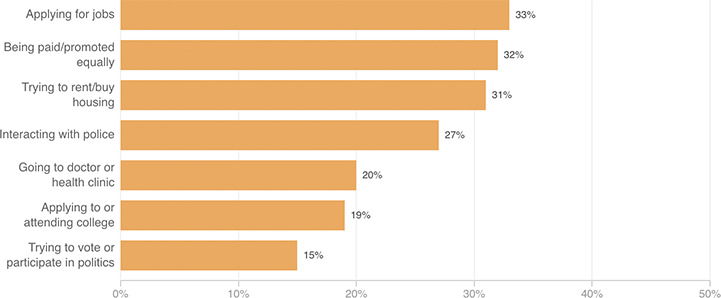 Applying for jobs
33%
Being paid/promoted
equally
32%
Trying to rent/buy
housing
31%
Interacting with police
27%
Going to doctor or
health clinic
20%
Applying to or
attending college
19%
Trying to vote or
participate in politics
15%
0% 10% 20% 30% 40% 50%